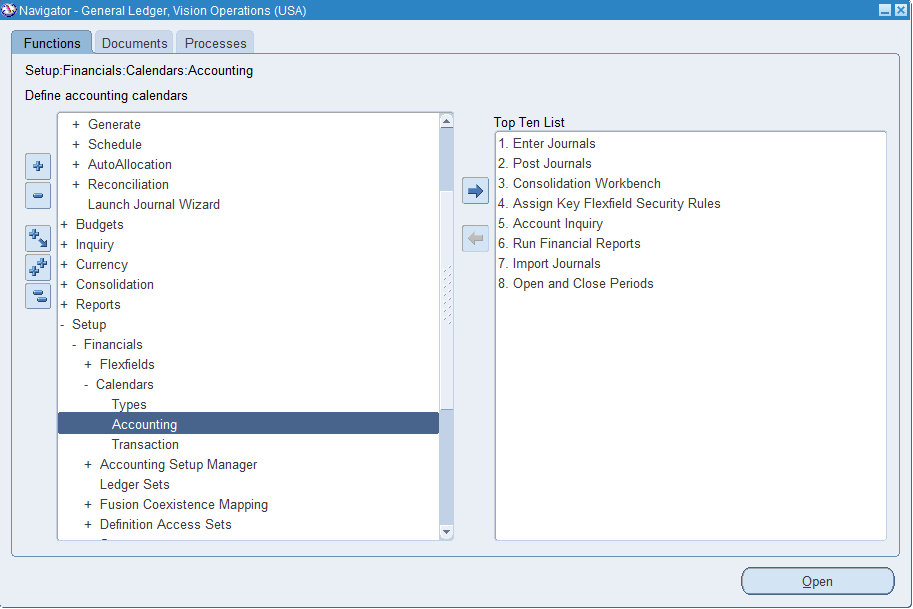 Navigator - General Ledger, Vision Operations (USA)
Functions Documents Processes
Setup:Financials:Calendars:Accounting
Define accounting calendars
+ Generate
+ Schedule
+ AutoAllocation
+ Reconciliation
Launch Journal Wizard
+ Budgets
+ Inquiry
+ Currency
+ Consolidation
+ Reports
- Setup
- Financials
+ Flexfields
- Calendars
Types
Accounting
Transaction
+ Accounting Setup Manager
Ledger Sets
+ Fusion Coexistence Mapping
+ Definition Access Sets
Top Ten List
1. Enter Journals
2. Post Journals
3. Consolidation Workbench
4. Assign Key Flexfield Security Rules
5. Account Inquiry
6. Run Financial Reports
7. Import Journals
8. Open and Close Periods
Open